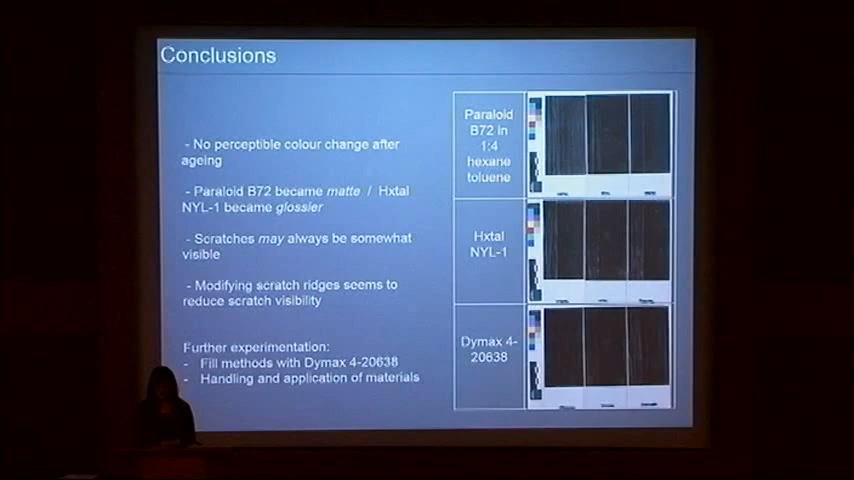 Conclusions
- No perceptible colour change after
ageing
- Paraloid B72 became matte / Hxtal
NYL-1 became glossier
- Scratches may always be somewhat
visible
- Modifying scratch ridges seems to
reduce scratch visibility
Further experimentation:
- Fill methods with Dymax 4-20638
- Handling and application of materials
Paraloid
B72 in
1:4
hexane
toluene
Hxtal
NYL-1
Dymax 4-
20638